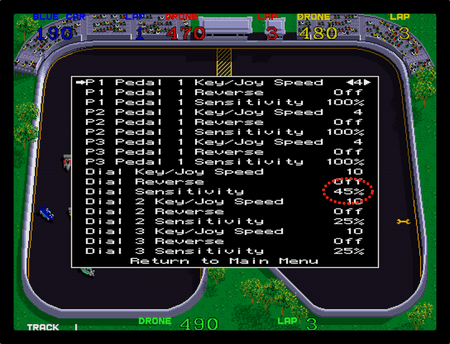 BLUE CAR LAP DRONE LAP DRONE LAP
190 1 470 3 480 3
P1 Pedal 1 Key/Joy Speed 4
P1 Pedal 1 Reverse Off
P1 Pedal 1 Sensitivity 100%
P2 Pedal 1 Key/Joy Speed 4
P2 Pedal 1 Reverse Off
P2 Pedal 1 Sensitivity 100%
P3 Pedal 1 Key/Joy Speed 4
P3 Pedal 1 Reverse Off
P3 Pedal 1 Sensitivity 100%
Dial Key/Joy Speed 10
Dial Reverse Off
Dial Sensitivity 45%
Dial 2 Key/Joy Speed 10
Dial 2 Reverse Off
Dial 2 Sensitivity 25%
Dial 3 Key/Joy Speed 10
Dial 3 Reverse Off
Dial 3 Sensitivity 25%
Return to Main Menu
DRONE 490 LAP 3
TRACK 1